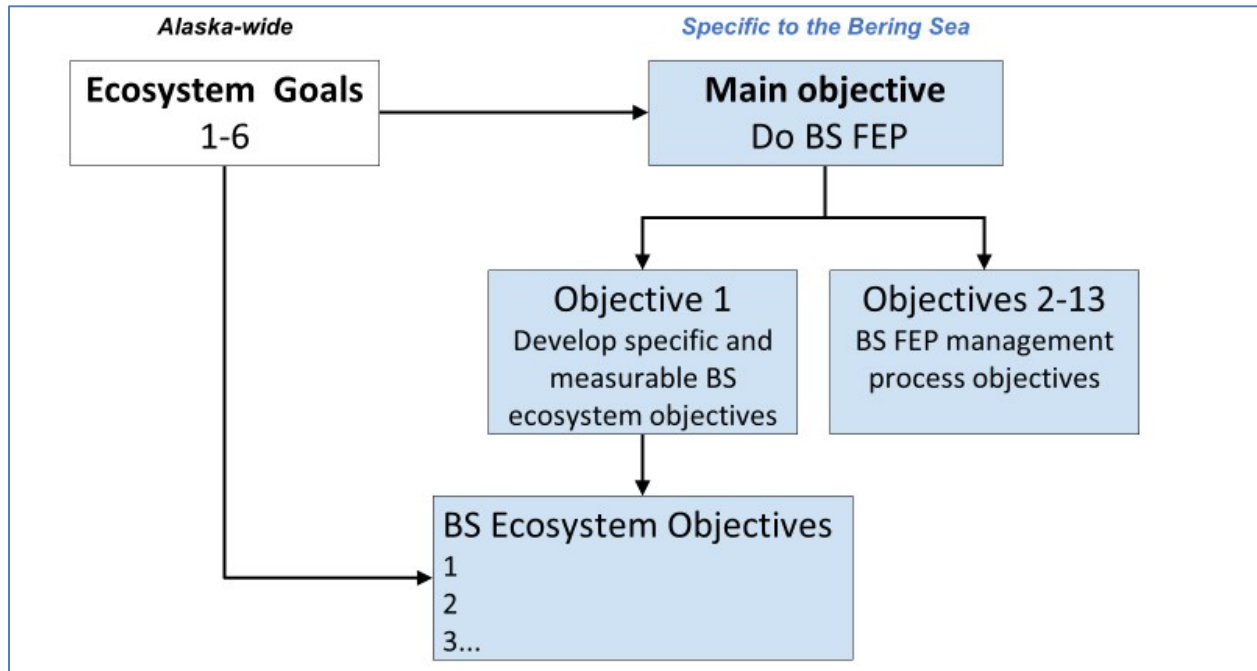 Alaska-wide
Specific to the Bering Sea
Ecosystem Goals
1-6
Main objective
Do BS FEP
Objective 1
Develop specific and
measurable BS
ecosystem objectives
Objectives 2-13
BS FEP management
process objectives
BS Ecosystem Objectives
1
2
3...